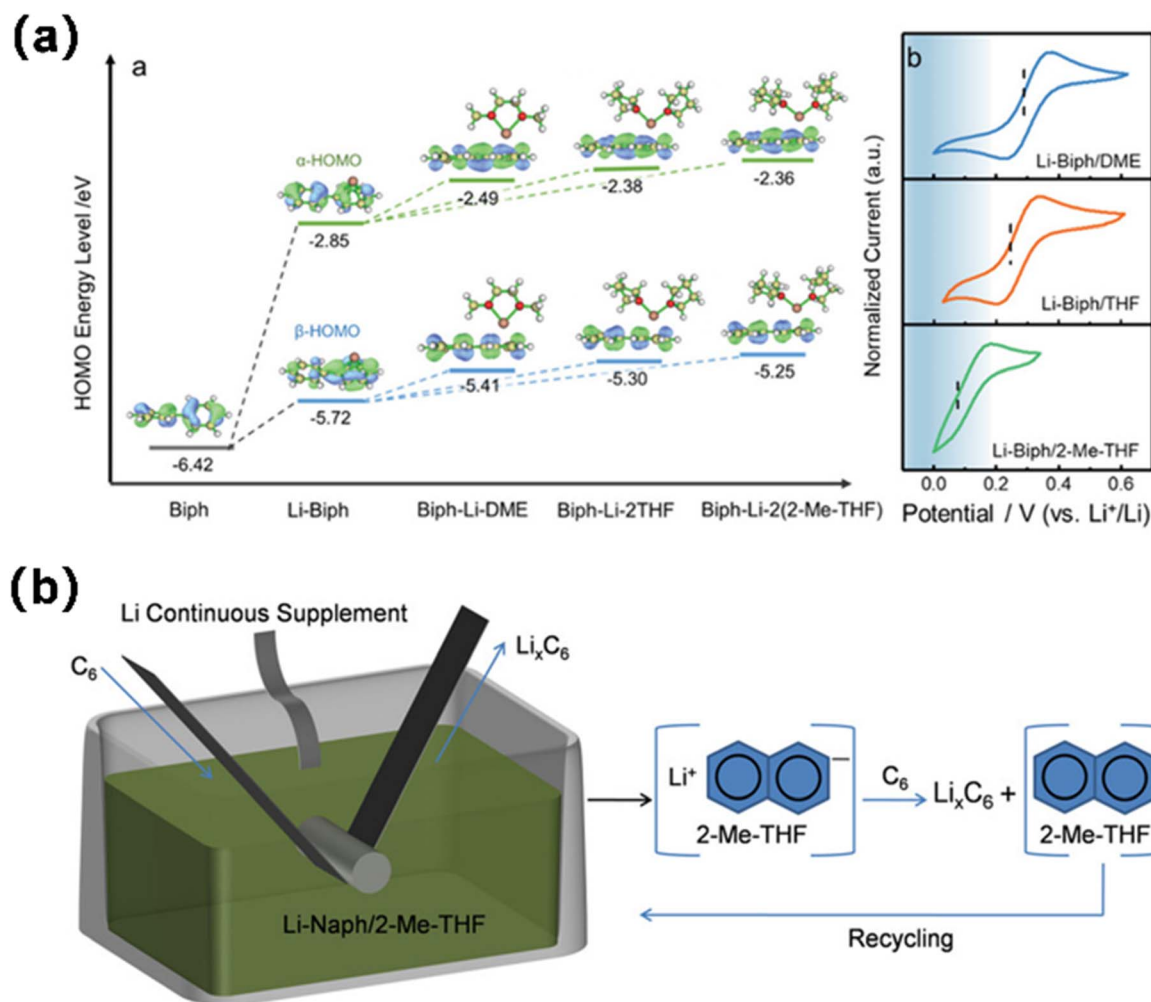 (a)
a
HOMO Energy Level /eV
α-HOMO
-2.85
-2.49
-2.38
-2.36
β-HOMO
-5.72
-5.41
-5.30
-5.25
-6.42
Biph
Li-Biph
Biph-Li-DME
Biph-Li-2THF
Biph-Li-2(2-Me-THF)
b
Normalized Current (a.u.)
Li-Biph/DME
Li-Biph/THF
Li-Biph/2-Me-THF
0.0 0.2 0.4 0.6
Potential / V (vs. Li⁺/Li)
(b)
Li Continuous Supplement
C₆
LiₓC₆
Li-Naph/2-Me-THF
Li⁺
−
2-Me-THF
C₆
LiₓC₆ +
2-Me-THF
Recycling